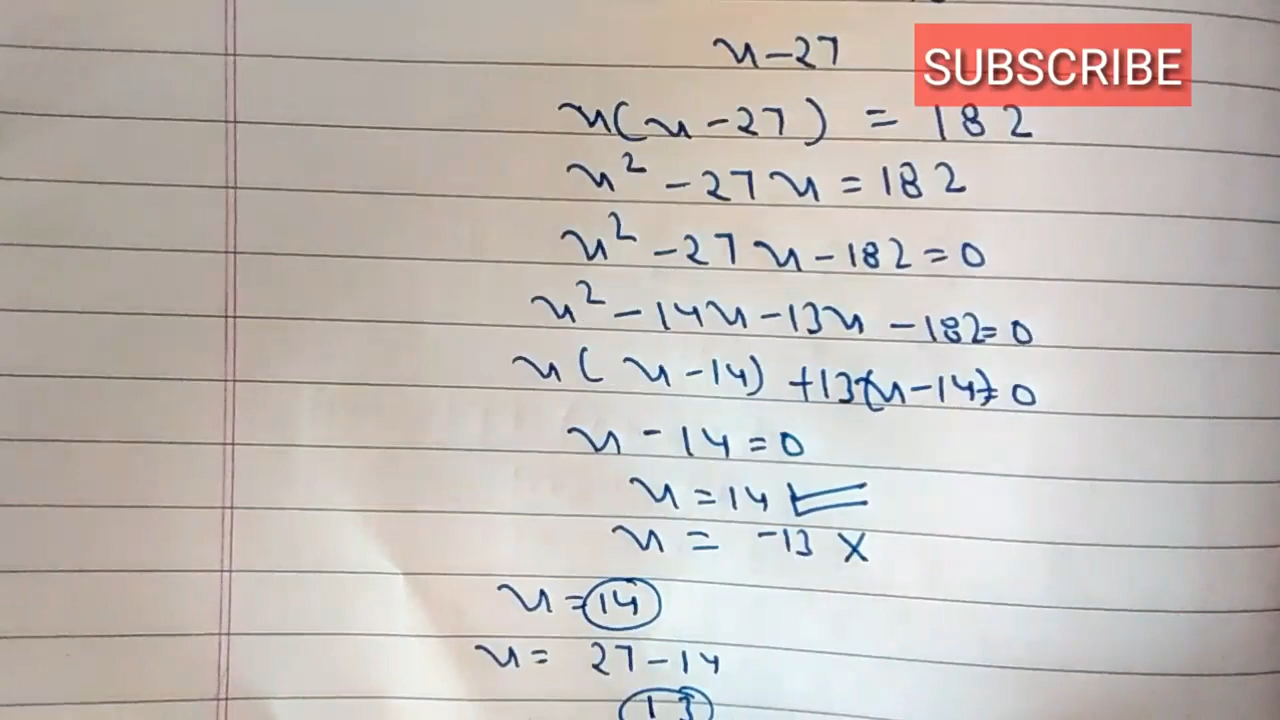 x-27
SUBSCRIBE
x(x-27) = 182
x² - 27x = 182
x² - 27x - 182 = 0
x² - 14x - 13x - 182 = 0
x(x-14) +13(x-14) = 0
x - 14 = 0
x = 14
x = -13 ×
x = 14
x = 27-14
13